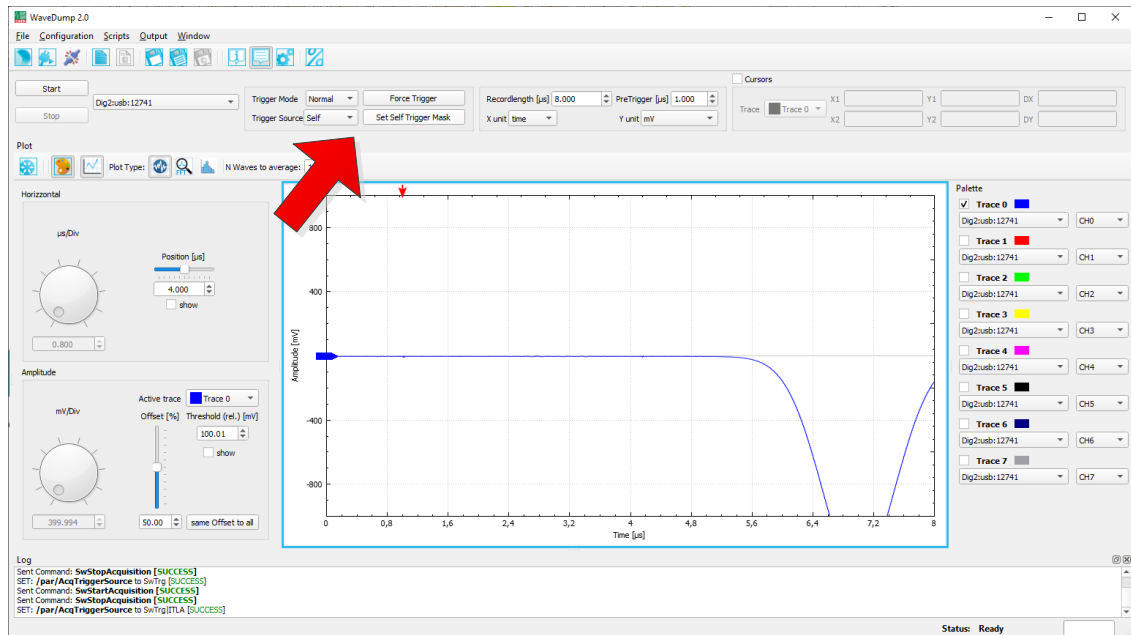 WaveDump 2.0
File Configuration Scripts Output Window
Start
Stop
Dig2:usb:12741
Trigger Mode Normal Force Trigger
Trigger Source Self Set Self Trigger Mask
Recordlength [µs] 8.000 PreTrigger [µs] 1.000
X unit time Y unit mV
Cursors
Trace Trace 0
X1 Y1 DX
X2 Y2 DY
Plot
Plot Type: FFT N Waves to average:
Horizzontal
µs/Div
Position [µs]
4.000
show
0.800
Amplitude
Active trace Trace 0
mV/Div
Offset [%] Threshold (rel.) [mV]
100.01
show
399.994
50.00 same Offset to all
800
400
-400
-800
Amplitude [mV]
0 0,8 1,6 2,4 3,2 4 4,8 5,6 6,4 7,2 8
Time [µs]
Palette
Trace 0
Dig2:usb:12741 CH0
Trace 1
Dig2:usb:12741 CH1
Trace 2
Dig2:usb:12741 CH2
Trace 3
Dig2:usb:12741 CH3
Trace 4
Dig2:usb:12741 CH4
Trace 5
Dig2:usb:12741 CH5
Trace 6
Dig2:usb:12741 CH6
Trace 7
Dig2:usb:12741 CH7
Log
Sent Command: SwStopAcquisition [SUCCESS]
SET: /par/AcqTriggerSource to SwTrg [SUCCESS]
Sent Command: SwStartAcquisition [SUCCESS]
Sent Command: SwStopAcquisition [SUCCESS]
SET: /par/AcqTriggerSource to SwTrg|ITLA [SUCCESS]
Status: Ready